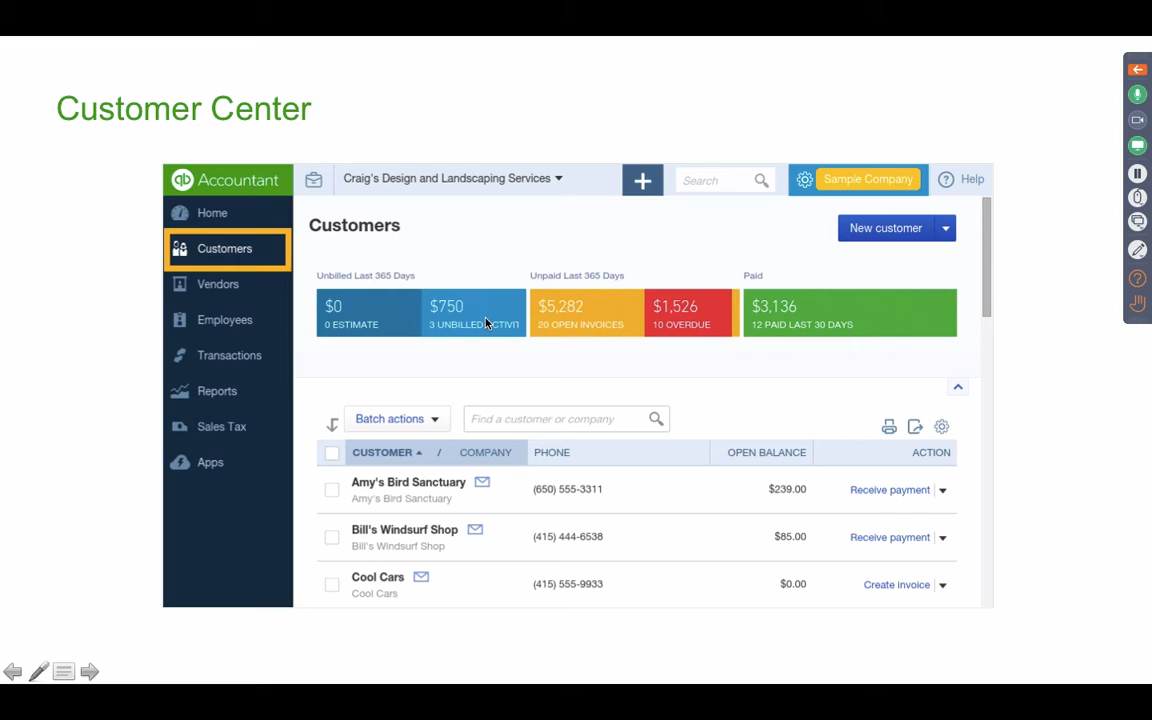 Customer Center
qb Accountant
Craig's Design and Landscaping Services
Search
Sample Company
Help
Home
Customers
Vendors
Employees
Transactions
Reports
Sales Tax
Apps
Customers
New customer
Unbilled Last 365 Days
Unpaid Last 365 Days
Paid
$0
$750
$5,282
$1,526
$3,136
0 ESTIMATE
3 UNBILLED
20 OPEN INVOICES
10 OVERDUE
12 PAID LAST 30 DAYS
Batch actions
Find a customer or company
CUSTOMER / COMPANY
PHONE
OPEN BALANCE
ACTION
Amy's Bird Sanctuary
Amy's Bird Sanctuary
(650) 555-3311
$239.00
Receive payment
Bill's Windsurf Shop
Bill's Windsurf Shop
(415) 444-6538
$85.00
Receive payment
Cool Cars
Cool Cars
(415) 555-9933
$0.00
Create invoice